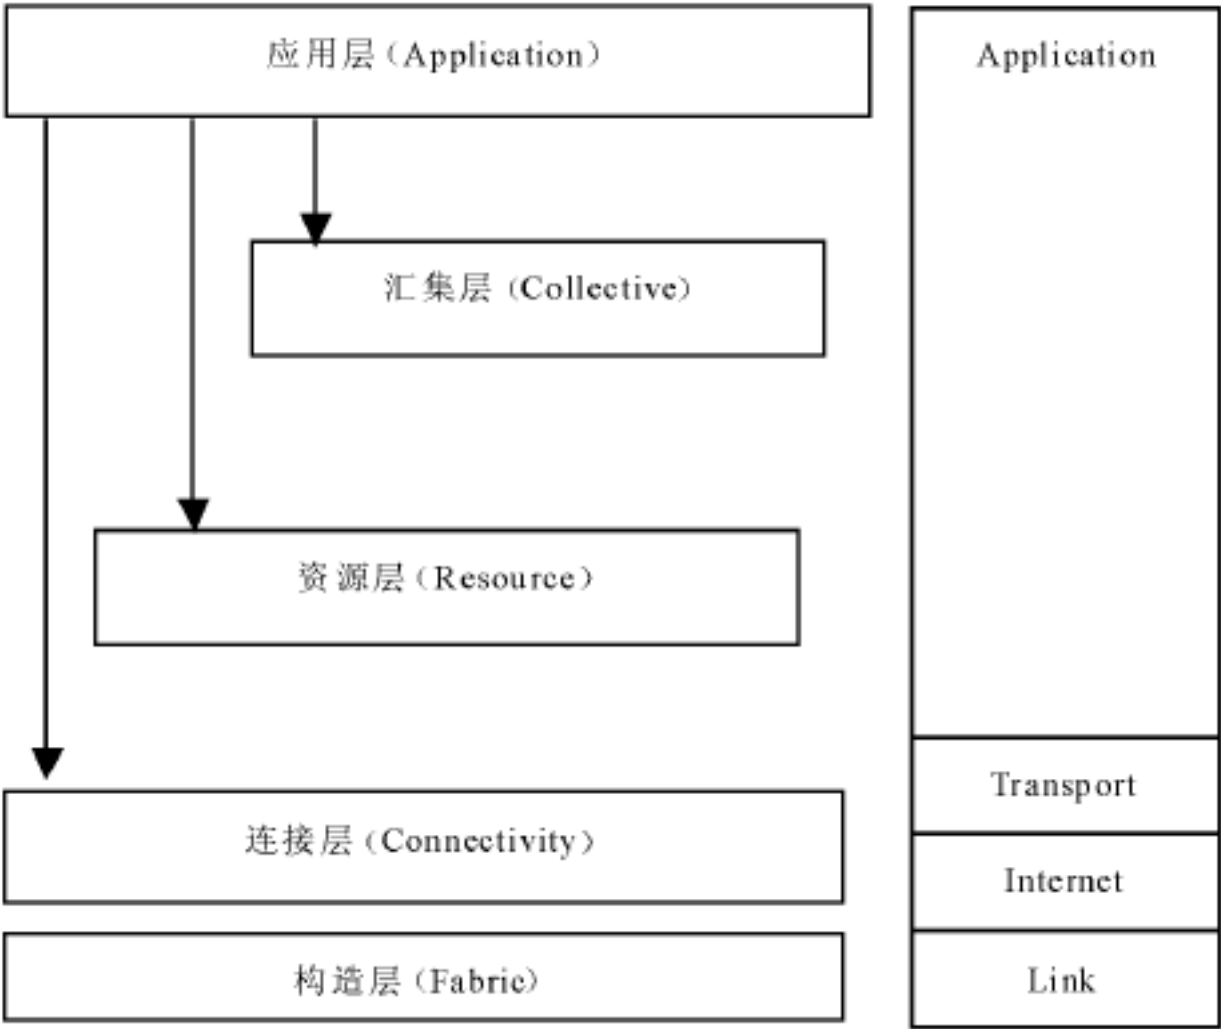 应用层（Application）
汇集层（Collective）
资源层（Resource）
连接层（Connectivity）
构造层（Fabric）
Application
Transport
Internet
Link